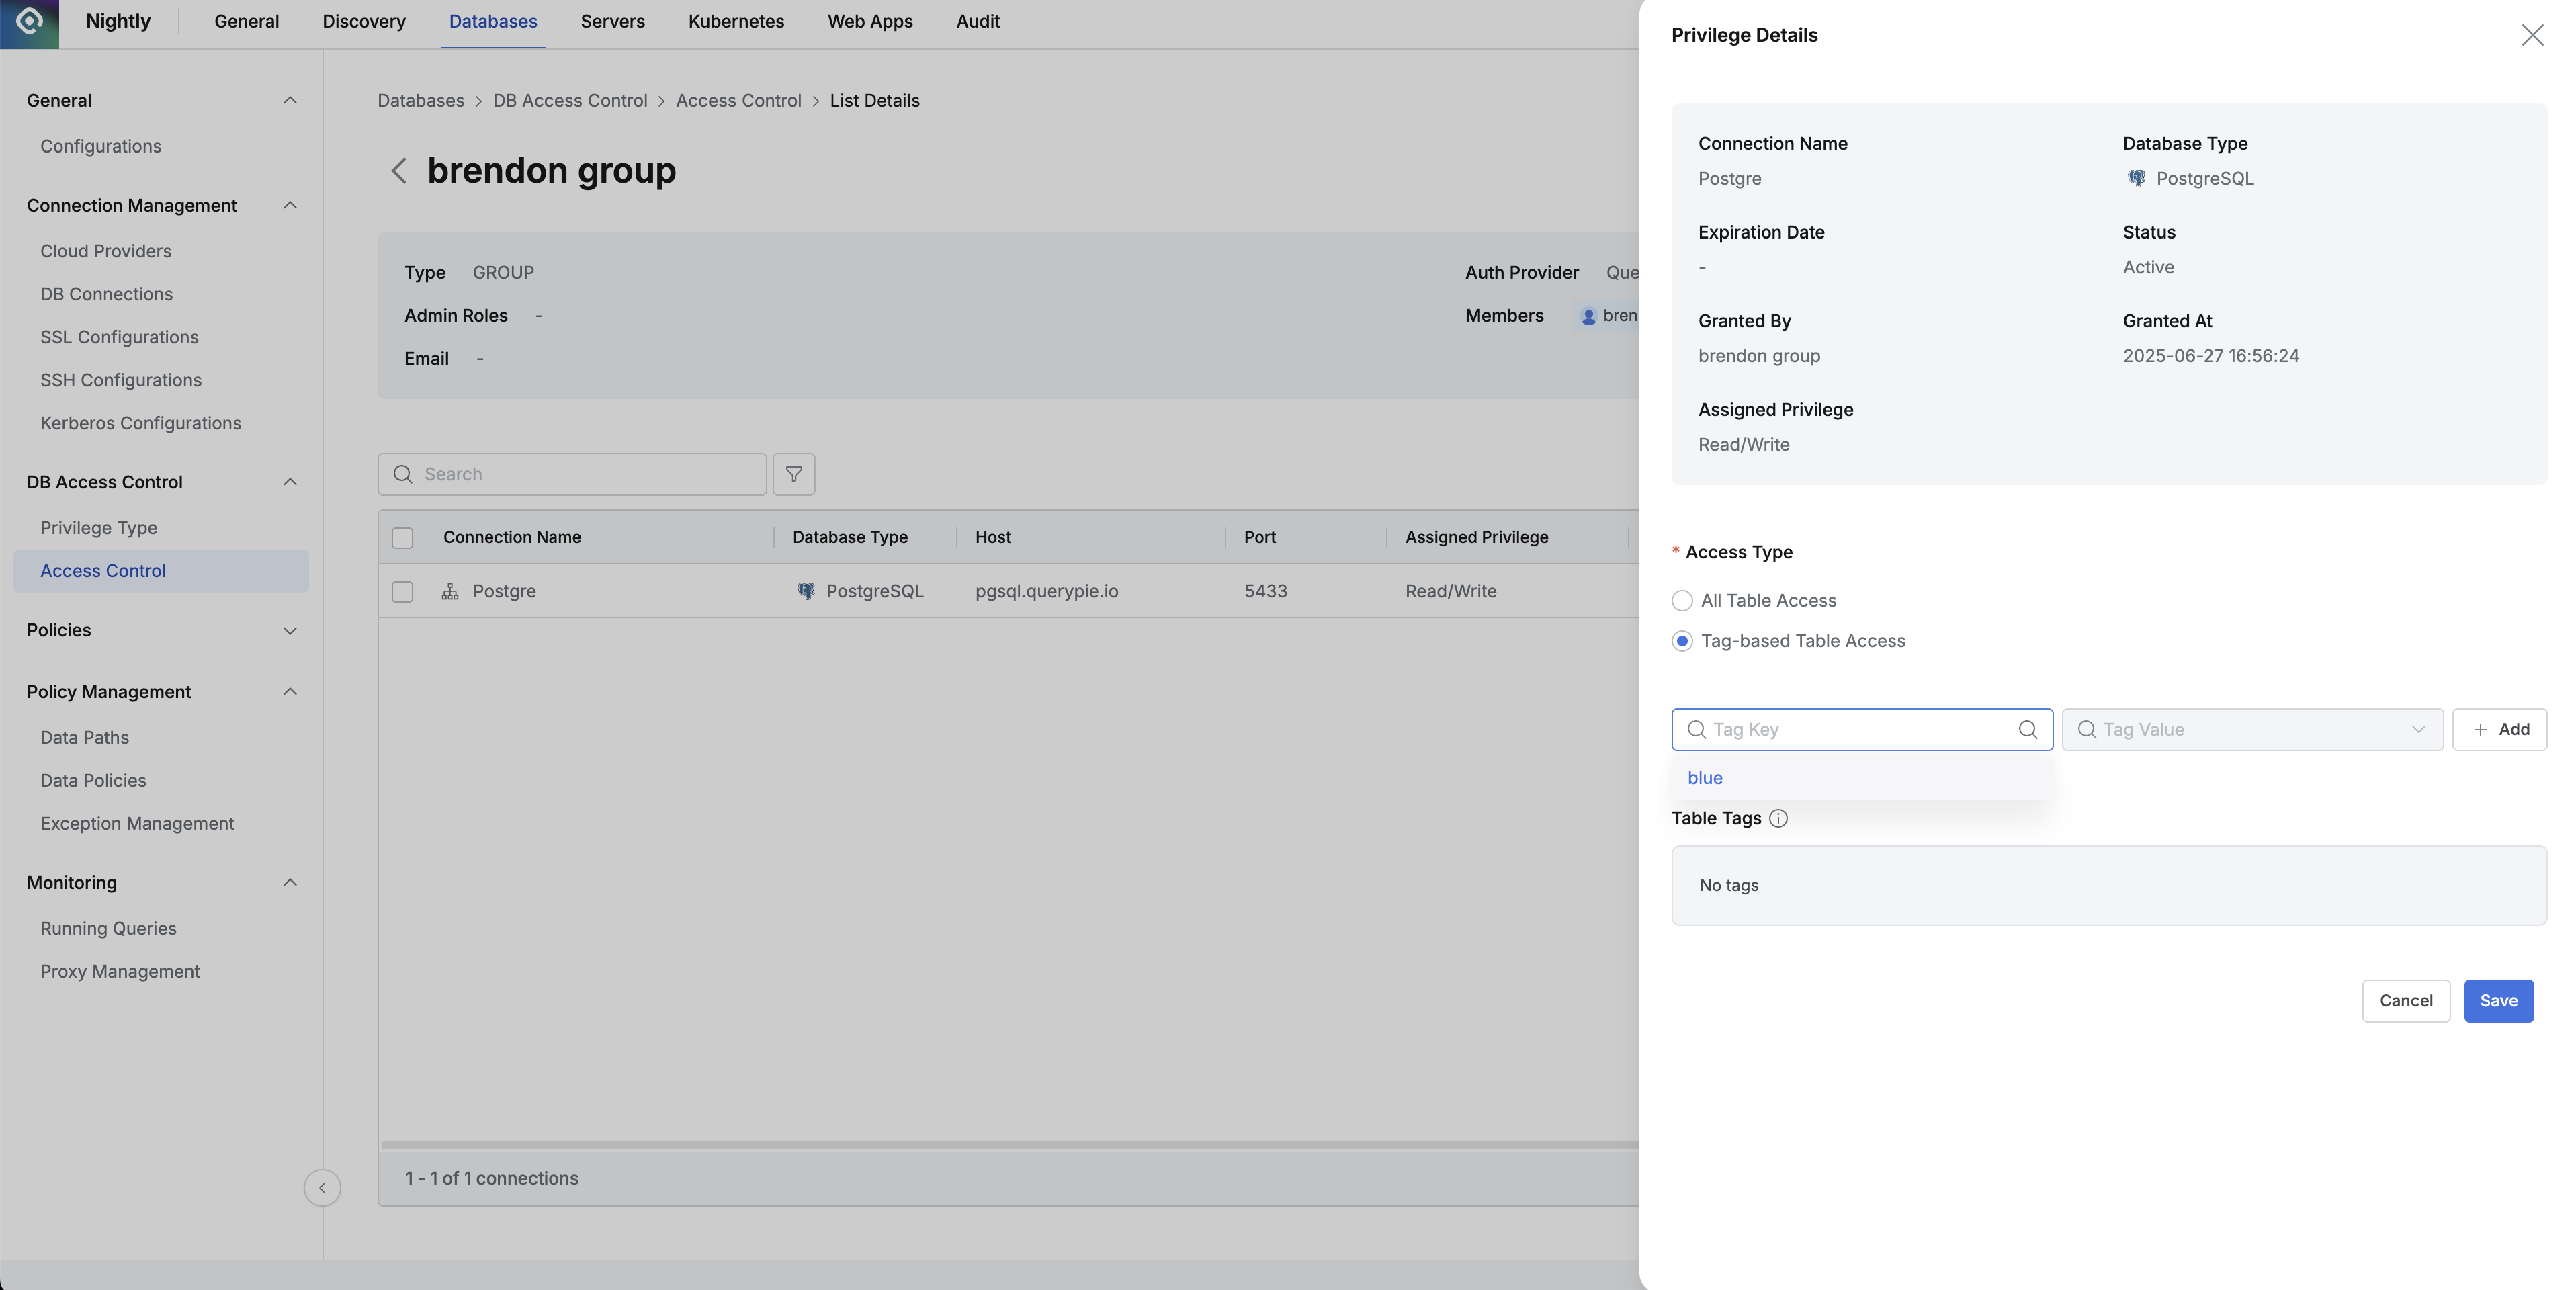 Nightly
General
Discovery
Databases
Servers
Kubernetes
Web Apps
Audit
General
Configurations
Connection Management
Cloud Providers
DB Connections
SSL Configurations
SSH Configurations
Kerberos Configurations
DB Access Control
Privilege Type
Access Control
Policies
Policy Management
Data Paths
Data Policies
Exception Management
Monitoring
Running Queries
Proxy Management
Databases > DB Access Control > Access Control > List Details
brendon group
Type GROUP
Admin Roles -
Email -
Auth Provider Que
Members bren
Search
Connection Name Database Type Host Port Assigned Privilege
Postgre PostgreSQL pgsql.querypie.io 5433 Read/Write
1 - 1 of 1 connections
Privilege Details
Connection Name
Postgre
Database Type
PostgreSQL
Expiration Date
-
Status
Active
Granted By
brendon group
Granted At
2025-06-27 16:56:24
Assigned Privilege
Read/Write
* Access Type
All Table Access
Tag-based Table Access
Tag Key
Tag Value
+ Add
blue
Table Tags
No tags
Cancel
Save